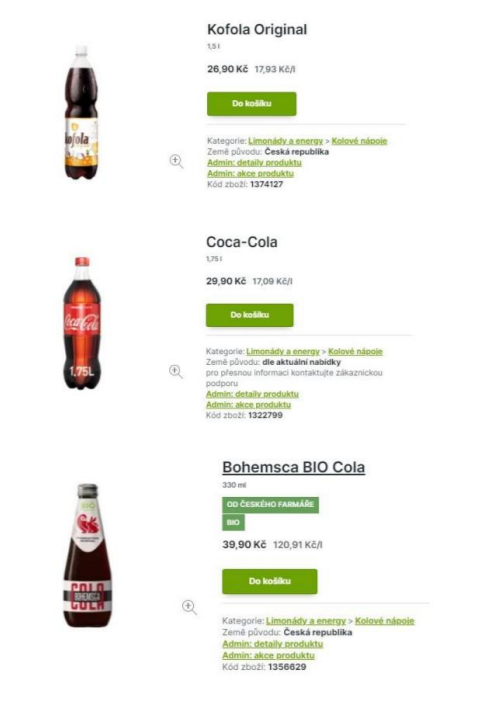 Kofola Original
1,5 l
26,90 Kč 17,93 Kč/l
Do košíku
kofola
Kategorie: Limonády a energy > Kolové nápoje
Země původu: Česká republika
Admin: detaily produktu
Admin: akce produktu
Kód zboží: 1374127
Coca-Cola
1,75 l
29,90 Kč 17,09 Kč/l
Do košíku
Coca-Cola
1,75L
Kategorie: Limonády a energy > Kolové nápoje
Země původu: dle aktuální nabídky
pro přesnou informaci kontaktujte zákaznickou
podporu
Admin: detaily produktu
Admin: akce produktu
Kód zboží: 1322799
Bohemsca BIO Cola
330 ml
OD ČESKÉHO FARMÁŘE
BIO
39,90 Kč 120,91 Kč/l
Do košíku
BIO
COLA
BOHEMSCA
COLA
Kategorie: Limonády a energy > Kolové nápoje
Země původu: Česká republika
Admin: detaily produktu
Admin: akce produktu
Kód zboží: 1356629